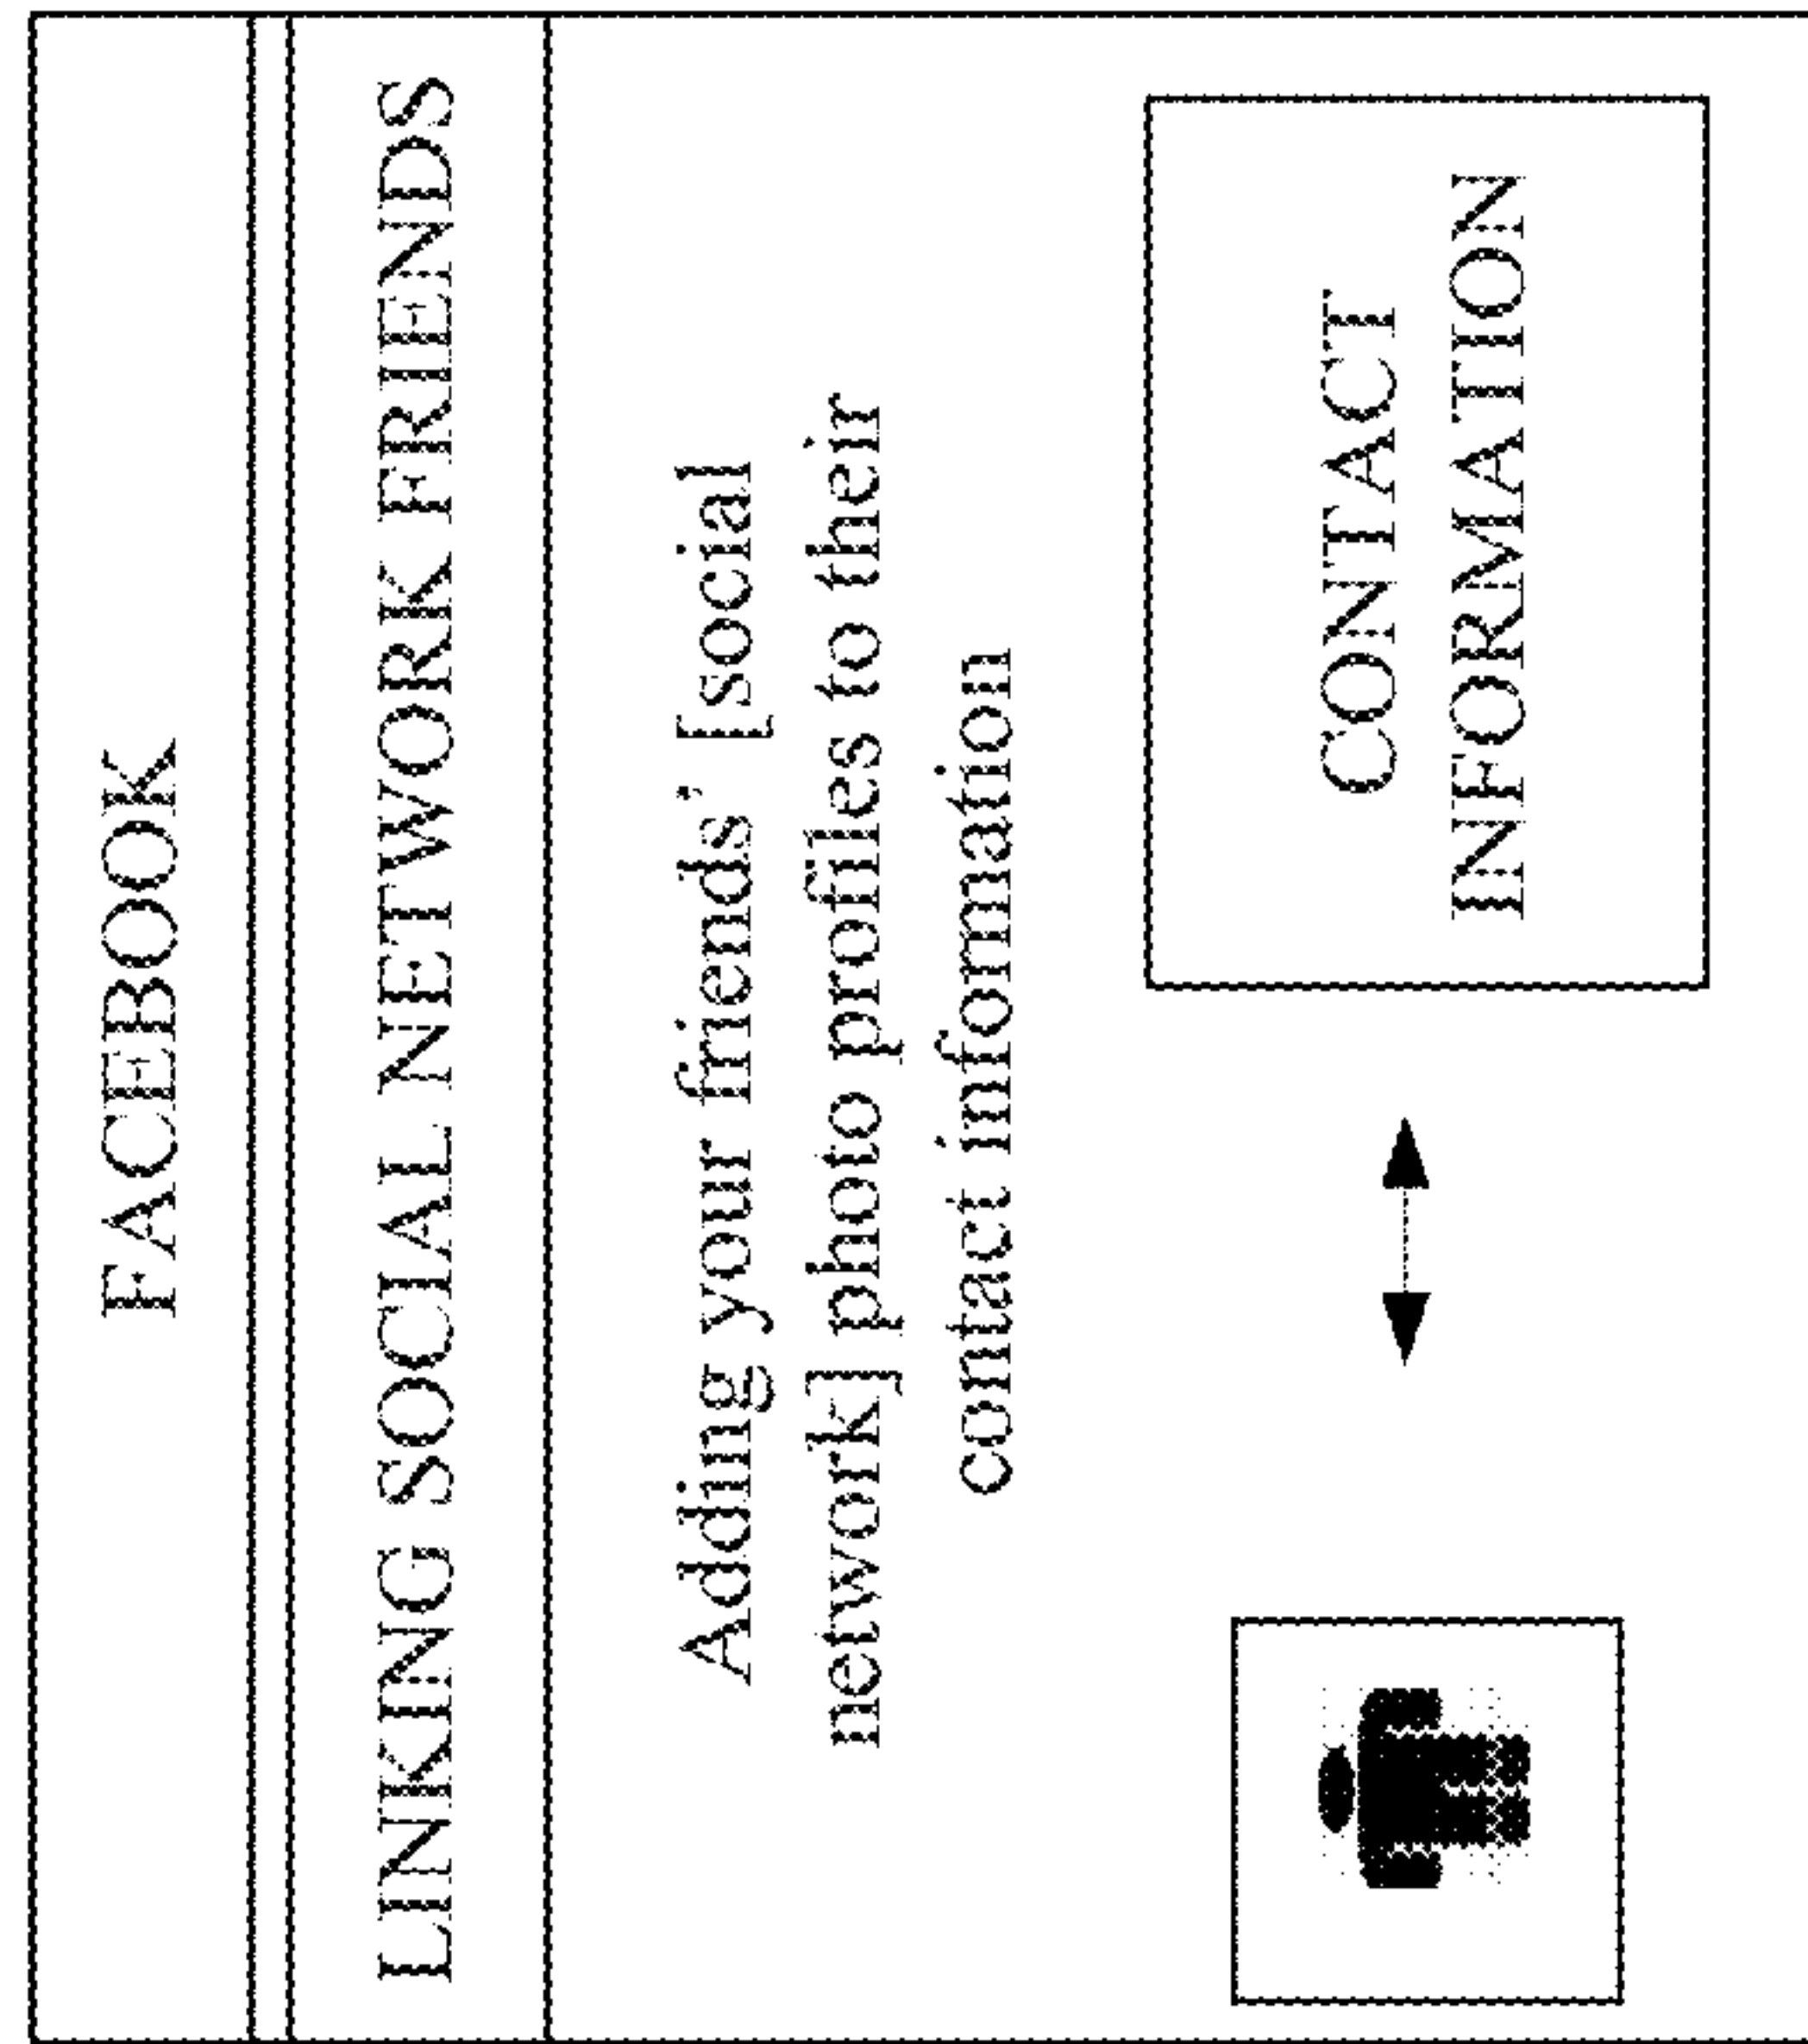 FACEBOOK
LINKING SOCIAL NETWORK FRIENDS
Adding your friends' [social
network] photo profiles to their
contact information
CONTACT
INFORMATION